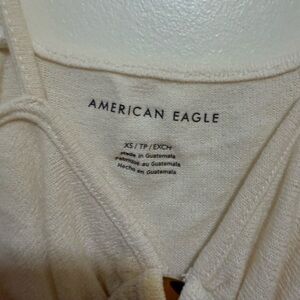 AMERICAN EAGLE
XS / TP / EXCH
Made in Guatemala
Fabriqué au Guatemala
Hecho en Guatemala